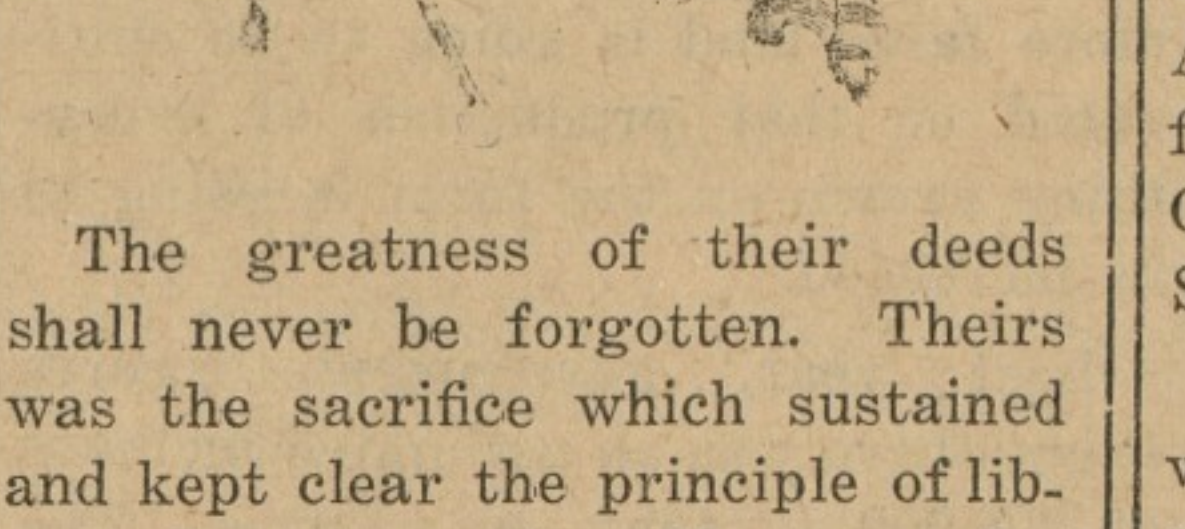 The greatness of their deeds
shall never be forgotten. Theirs
was the sacrifice which sustained
and kept clear the principle of lib-